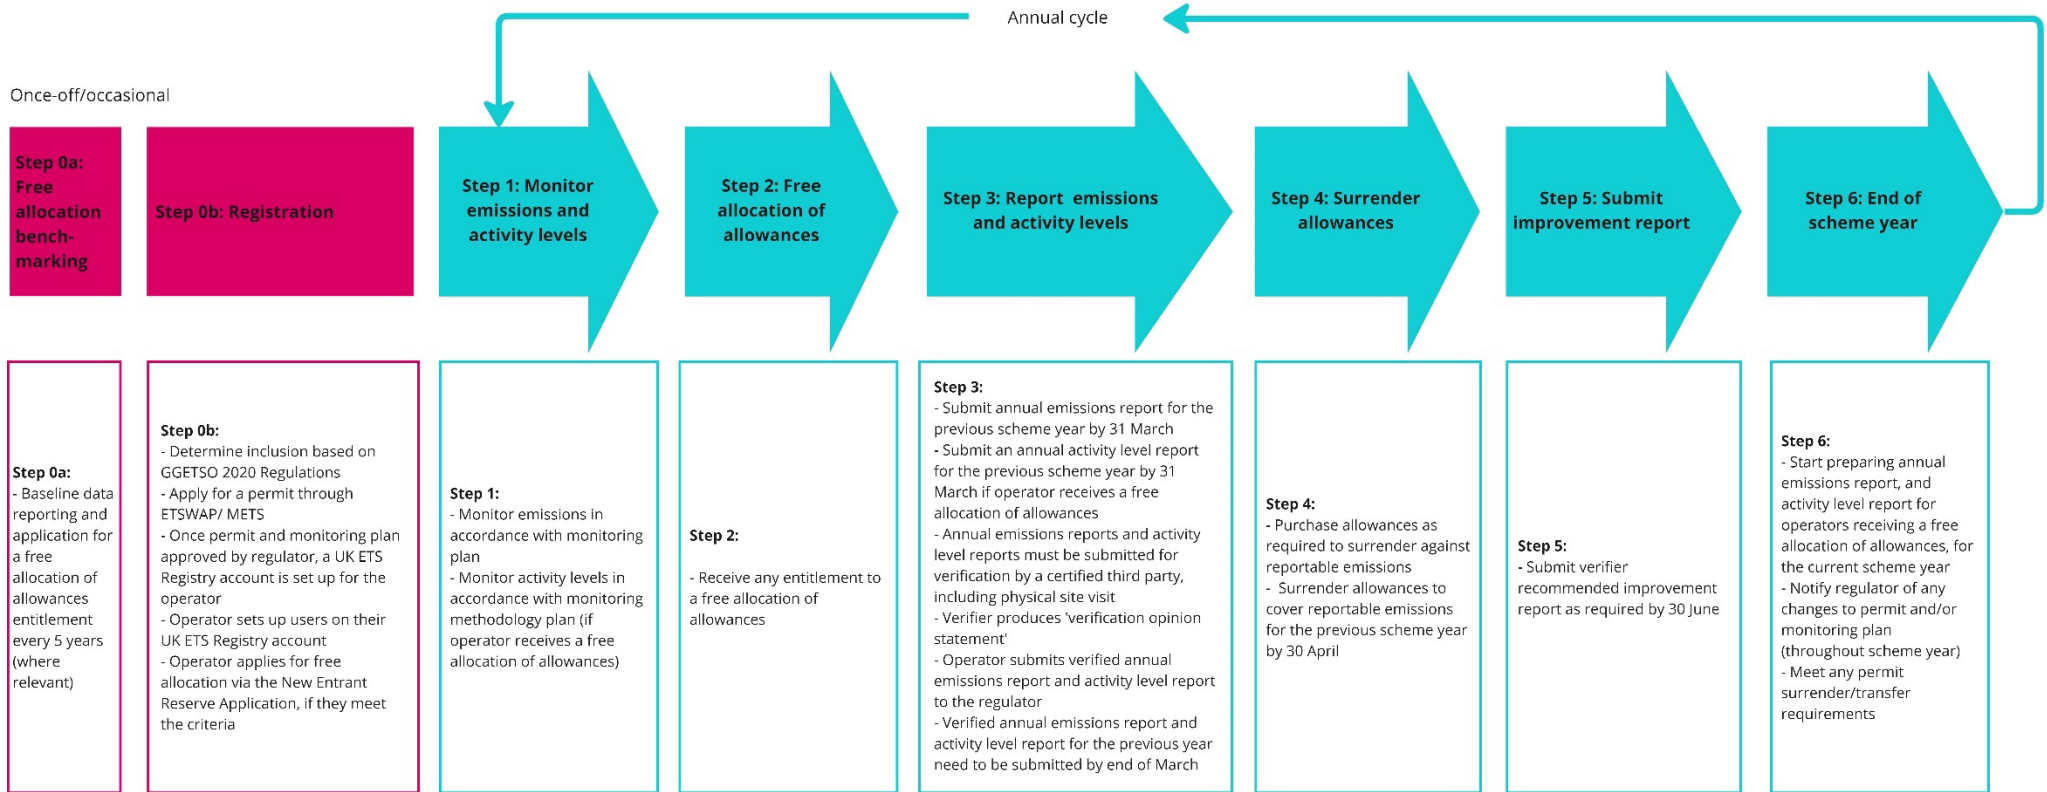 Annual cycle
Once-off/occasional
Step 0a:
Free
allocation
bench-
marking
Step 0b: Registration
Step 1: Monitor
emissions and
activity levels
Step 2: Free
allocation of
allowances
Step 3: Report  emissions
and activity levels
Step 4: Surrender
allowances
Step 5: Submit
improvement report
Step 6: End of
scheme year
Step 0a:
- Baseline data
reporting and
application for
a free
allocation of
allowances
entitlement
every 5 years
(where
relevant)
Step 0b:
- Determine inclusion based on
GGETSO 2020 Regulations
- Apply for a permit through
ETSWAP/ METS
- Once permit and monitoring plan
approved by regulator, a UK ETS
Registry account is set up for the
operator
- Operator sets up users on their
UK ETS Registry account
- Operator applies for free
allocation via the New Entrant
Reserve Application, if they meet
the criteria
Step 1:
- Monitor emissions in
accordance with monitoring
plan
- Monitor activity levels in
accordance with monitoring
methodology plan (if
operator receives a free
allocation of allowances)
Step 2:
- Receive any entitlement to
a free allocation of
allowances
Step 3:
- Submit annual emissions report for the
previous scheme year by 31 March
- Submit an annual activity level report
for the previous scheme year by 31
March if operator receives a free
allocation of allowances
- Annual emissions reports and activity
level reports must be submitted for
verification by a certified third party,
including physical site visit
- Verifier produces 'verification opinion
statement'
- Operator submits verified annual
emissions report and activity level report
to the regulator
- Verified annual emissions report and
activity level report for the previous year
need to be submitted by end of March
Step 4:
- Purchase allowances as
required to surrender against
reportable emissions
-  Surrender allowances to
cover reportable emissions
for the previous scheme year
by 30 April
Step 5:
- Submit verifier
recommended improvement
report as required by 30 June
Step 6:
- Start preparing annual
emissions report, and
activity level report for
operators receiving a free
allocation of allowances, for
the current scheme year
- Notify regulator of any
changes to permit and/or
monitoring plan
(throughout scheme year)
- Meet any permit
surrender/transfer
requirements